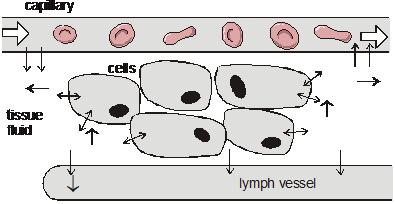 capillary
cells
tissue
fluid
lymph vessel